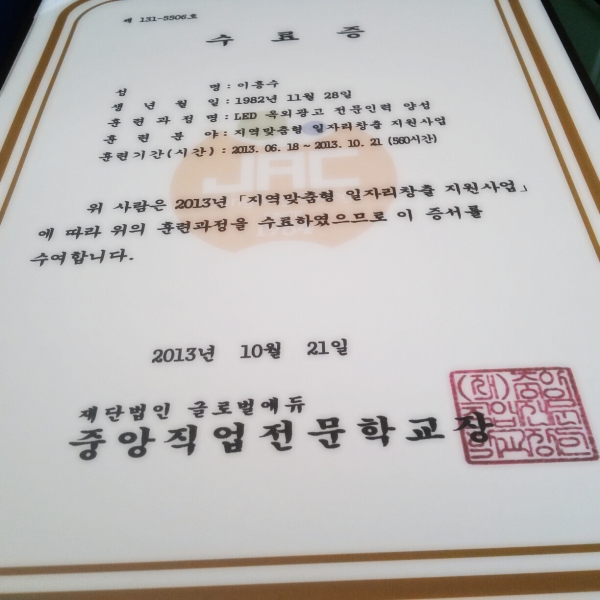 제 131-5506호
수 료 증
성 명 : 이흥수
생 년 월 일 : 1982년 11월 28일
훈 련 과 정 명 : LED 옥외광고 전문인력 양성
훈 련 분 야 : 지역맞춤형 일자리창출 지원사업
훈련기간(시간) : 2013. 06. 18 ~ 2013. 10. 21 (560시간)
JAC
위 사람은 2013년 「지역맞춤형 일자리창출 지원사업」
에 따라 위의 훈련과정을 수료하였으므로 이 증서를
수여합니다.
2013년 10월 21일
재단법인 글로벌에듀
중앙직업전문학교장